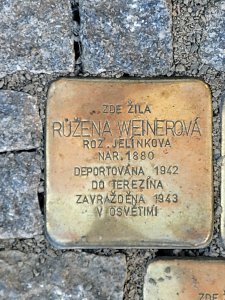 ZDE ŽILA
RŮŽENA WEINEROVÁ
ROZ. JELÍNKOVÁ
NAR. 1880
DEPORTOVÁNA 1942
DO TEREZÍNA
ZAVRAŽDĚNA 1943
V OSVĚTIMI